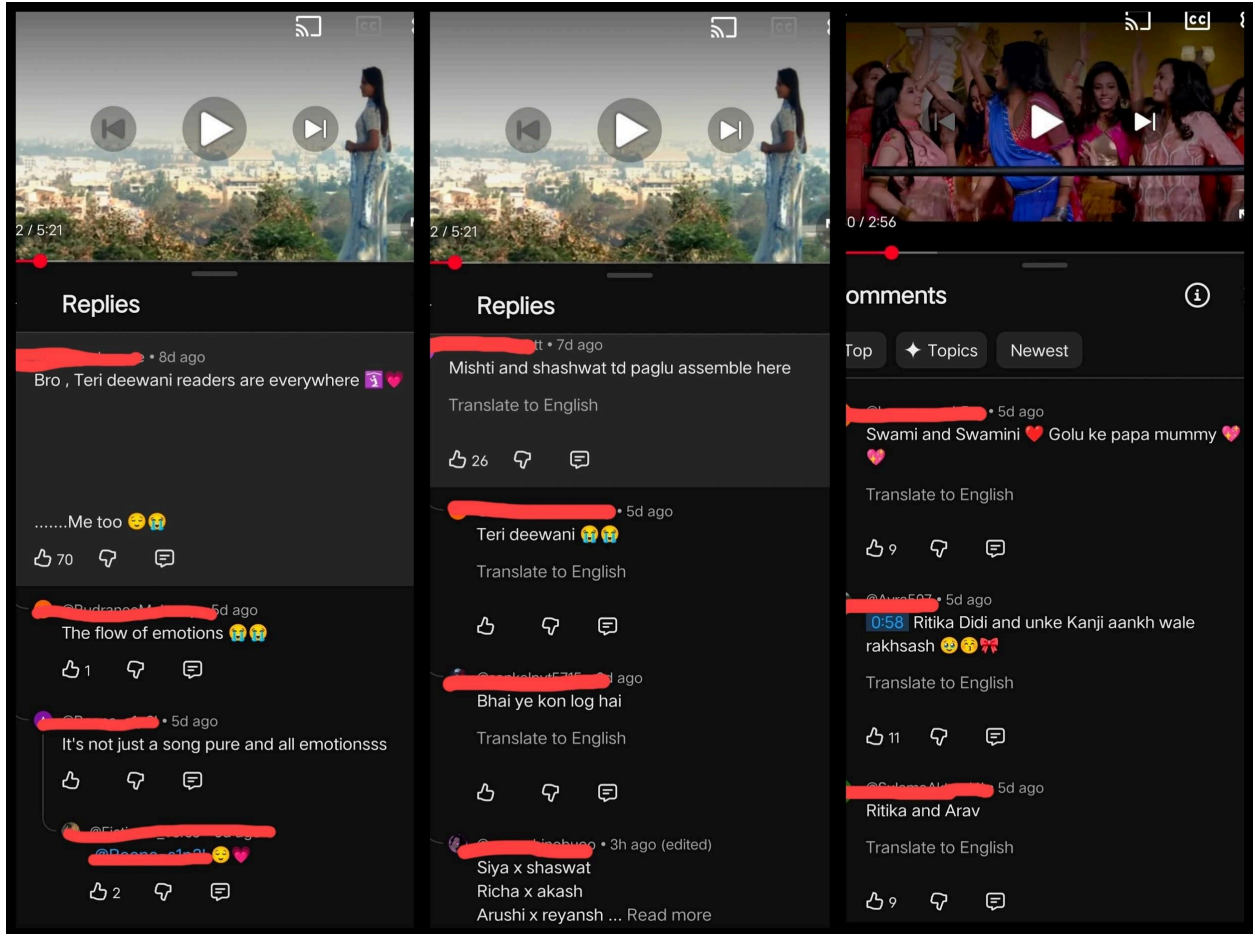 CC
2 / 5:21
Replies
• 8d ago
Bro , Teri deewani readers are everywhere 🛐💗
.......Me too 😌😭
70
5d ago
The flow of emotions 😭😭
1
• 5d ago
It's not just a song pure and all emotionsss
😌💗
2
CC
2 / 5:21
Replies
tt • 7d ago
Mishti and shashwat td paglu assemble here
Translate to English
26
• 5d ago
Teri deewani 😭😭
Translate to English
ago
Bhai ye kon log hai
Translate to English
• 3h ago (edited)
Siya x shaswat
Richa x akash
Arushi x reyansh ... Read more
CC
0 / 2:56
omments
Top
Topics
Newest
• 5d ago
Swami and Swamini ❤️ Golu ke papa mummy 💖
💖
Translate to English
9
• 5d ago
0:58 Ritika Didi and unke Kanji aankh wale
rakhsash 🥹😚🎀
Translate to English
11
5d ago
Ritika and Arav
Translate to English
9